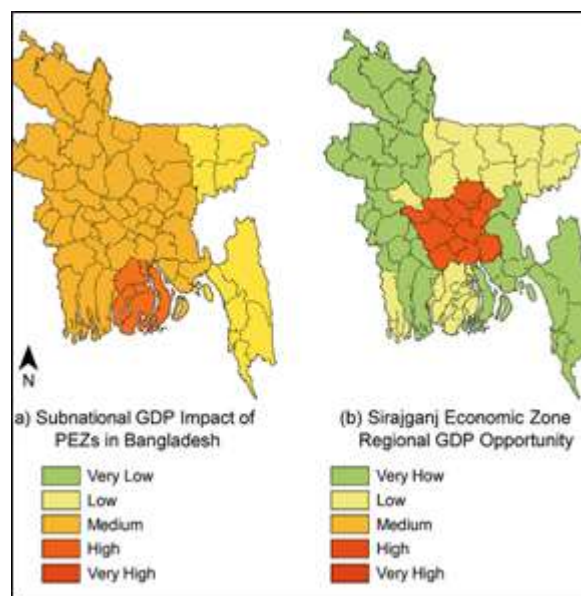 N
a) Subnational GDP Impact of
PEZs in Bangladesh
Very Low
Low
Medium
High
Very High
(b) Sirajganj Economic Zone
Regional GDP Opportunity
Very How
Low
Medium
High
Very High